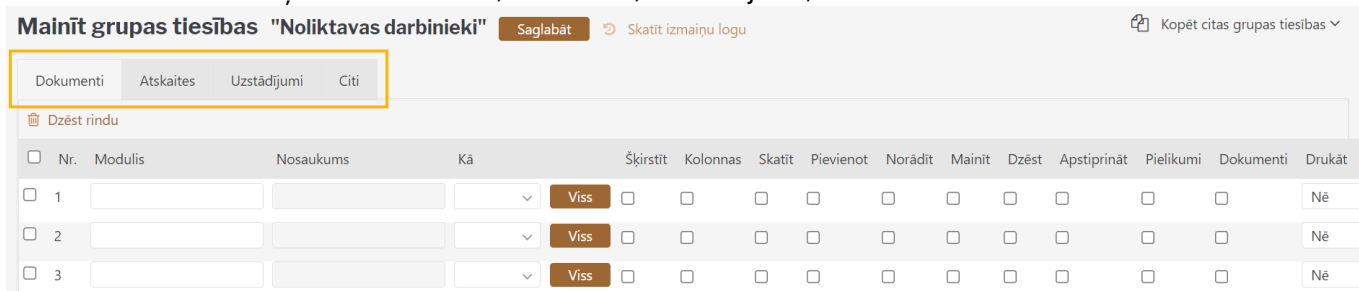 Mainīt grupas tiesības "Noliktavas darbinieki" Saglabāt Skatīt izmaiņu logu Kopēt citas grupas tiesības
Dokumenti Atskaites Uzstādījumi Citi
Dzēst rindu
Nr. Modulis Nosaukums Kā Šķirstīt Kolonnas Skatīt Pievienot Norādīt Mainīt Dzēst Apstiprināt Pielikumi Dokumenti Drukāt
1 Viss Nē
2 Viss Nē
3 Viss Nē